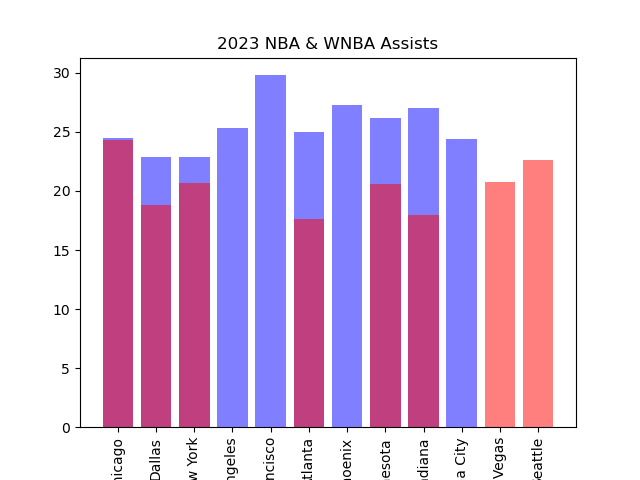 2023 NBA & WNBA Assists
30
25
20
15
10
5
0
hicago
Dallas
w York
ngeles
ncisco
tlanta
hoenix
nesota
ndiana
a City
Vegas
eattle